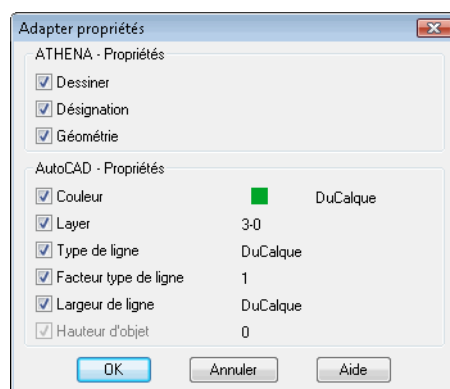 Adapter propriétés
ATHENA - Propriétés
Dessiner
Désignation
Géométrie
AutoCAD - Propriétés
Couleur DuCalque
Layer 3-0
Type de ligne DuCalque
Facteur type de ligne 1
Largeur de ligne DuCalque
Hauteur d'objet 0
OK Annuler Aide